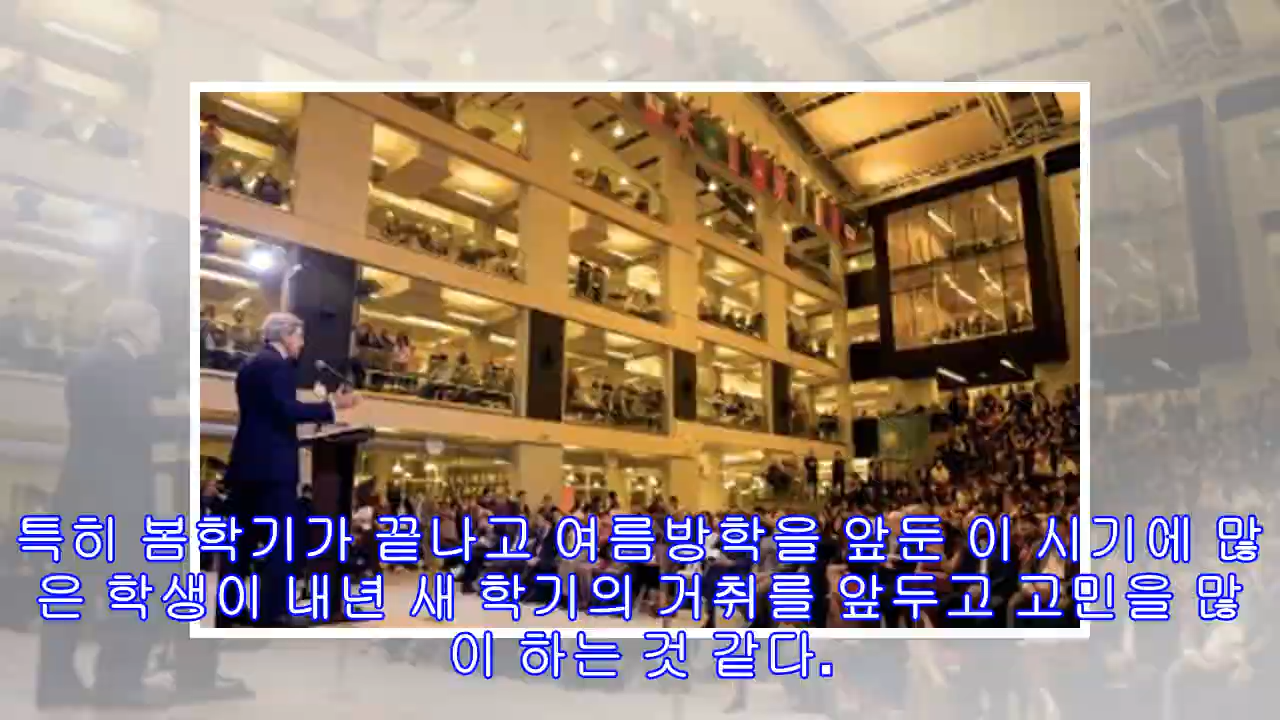 특히 봄학기가 끝나고 여름방학을 앞둔 이 시기에 많
은 학생이 내년 새 학기의 거취를 앞두고 고민을 많
이 하는 것 같다.